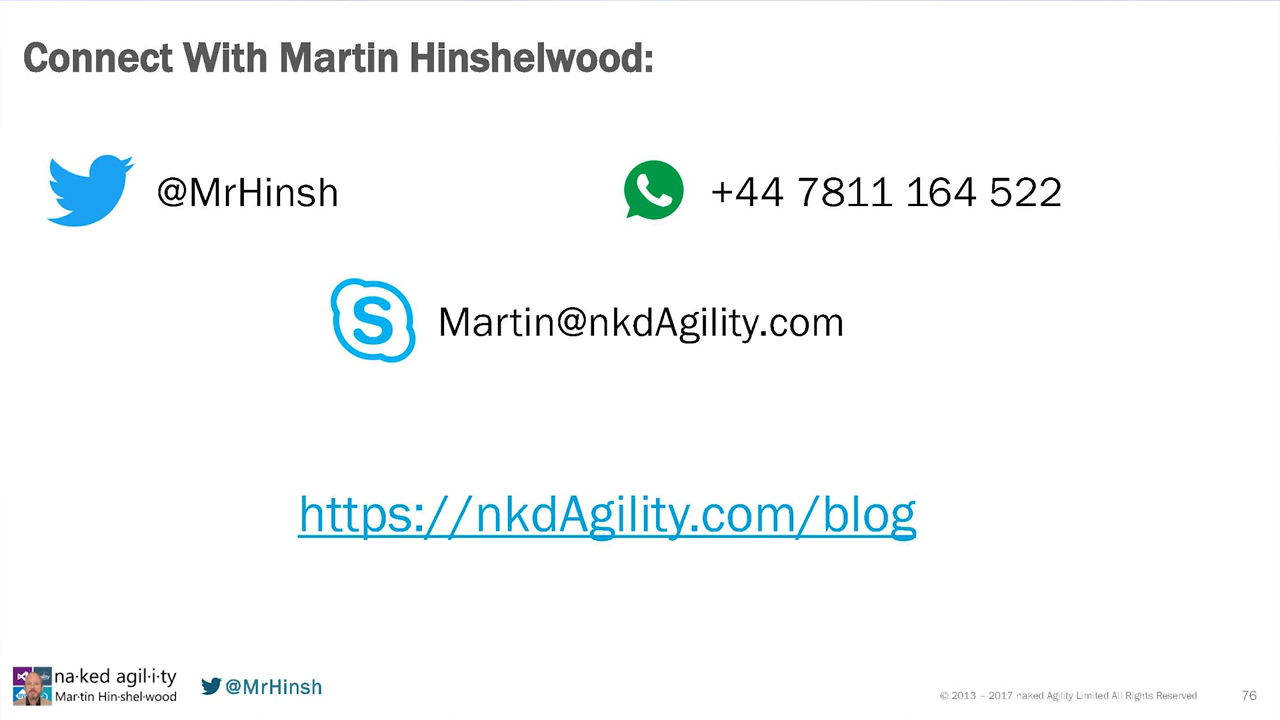 Connect With Martin Hinshelwood:
@MrHinsh
+44 7811 164 522
Martin@nkdAgility.com
https://nkdAgility.com/blog
na·ked agil·i·ty
Mar·tin Hin·shel·wood
@MrHinsh
© 2013 – 2017 naked Agility Limited All Rights Reserved
76